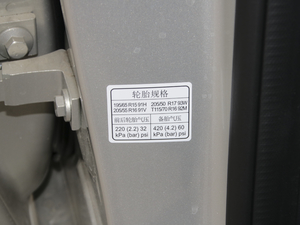 轮胎规格
195/65 R15 91H 205/50 R17 93W
205/55 R16 91V T115/70 R16 92M
前后轮胎气压 备胎气压
220 (2.2) 32 420 (4.2) 60
kPa (bar) psi kPa (bar) psi